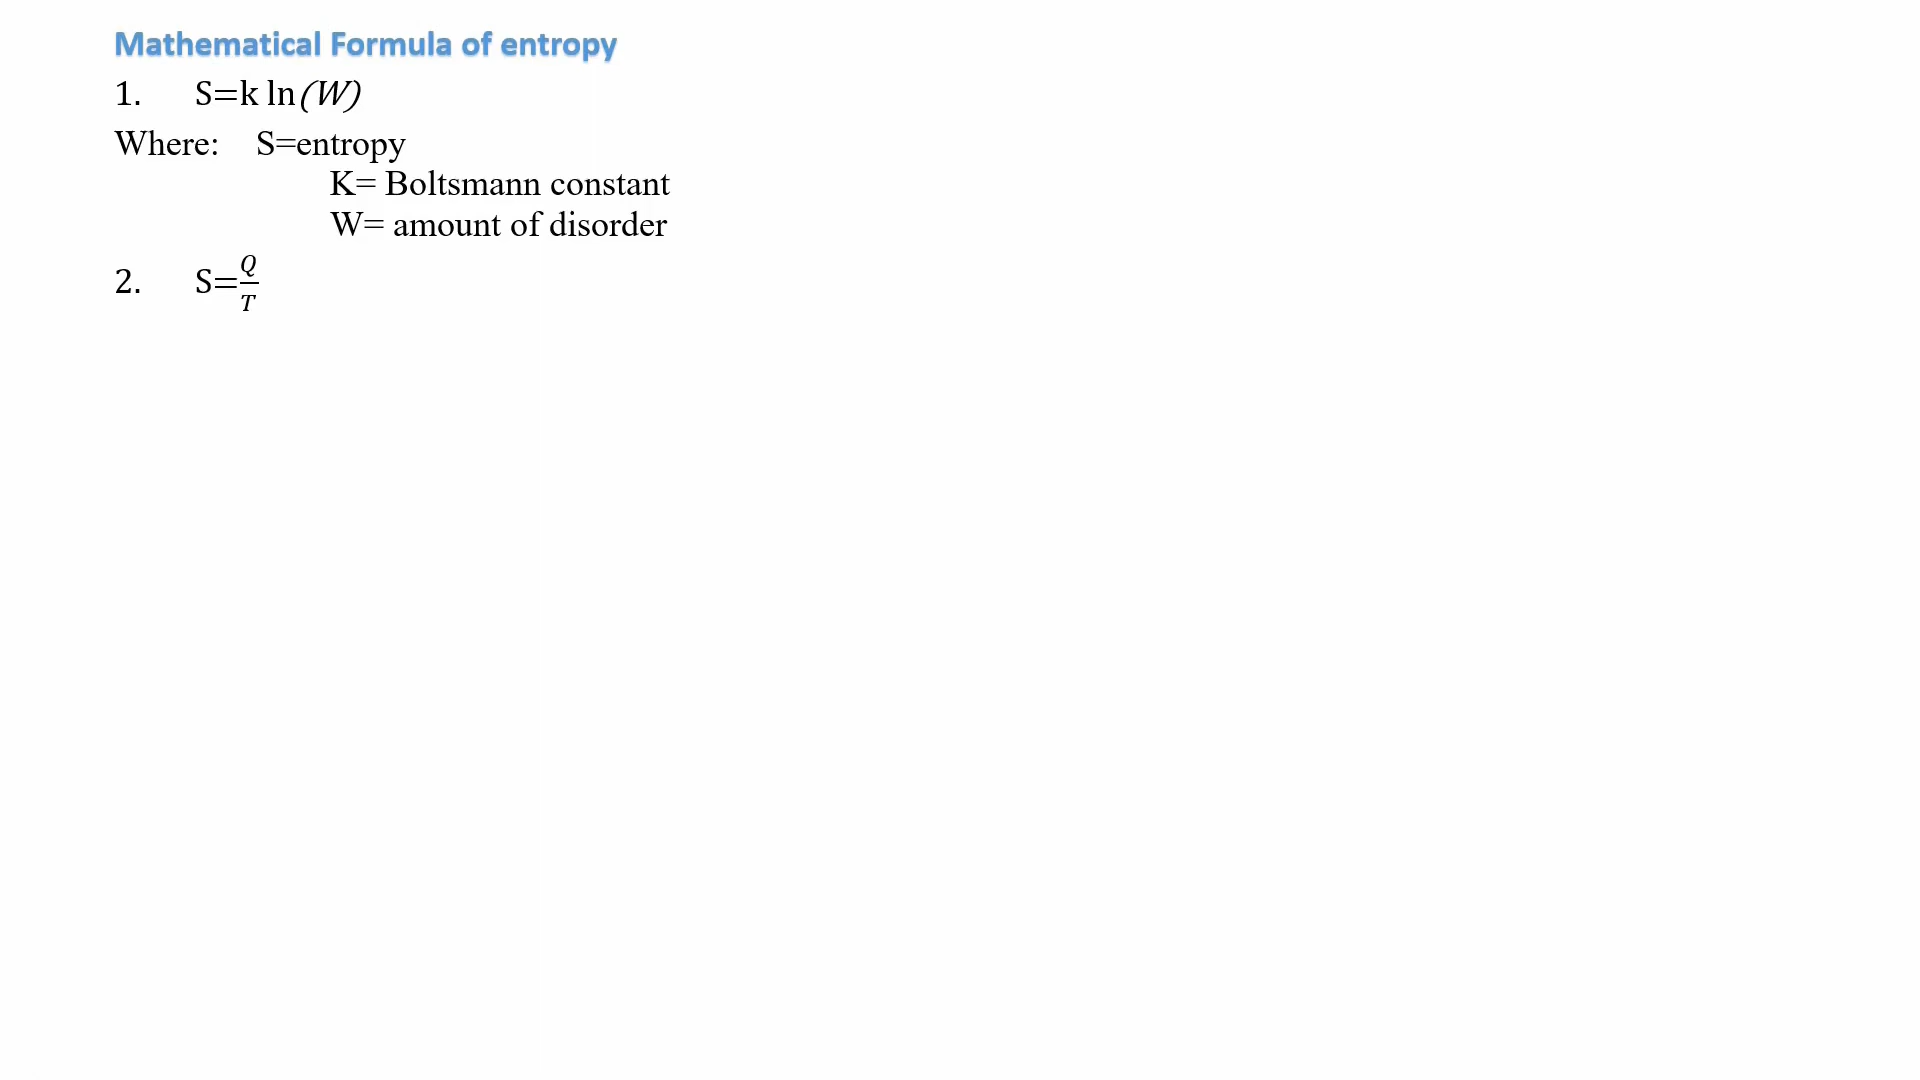 Mathematical Formula of entropy
1. S=k ln(W)
Where: S=entropy
K= Boltsmann constant
W= amount of disorder
2. S=Q/T